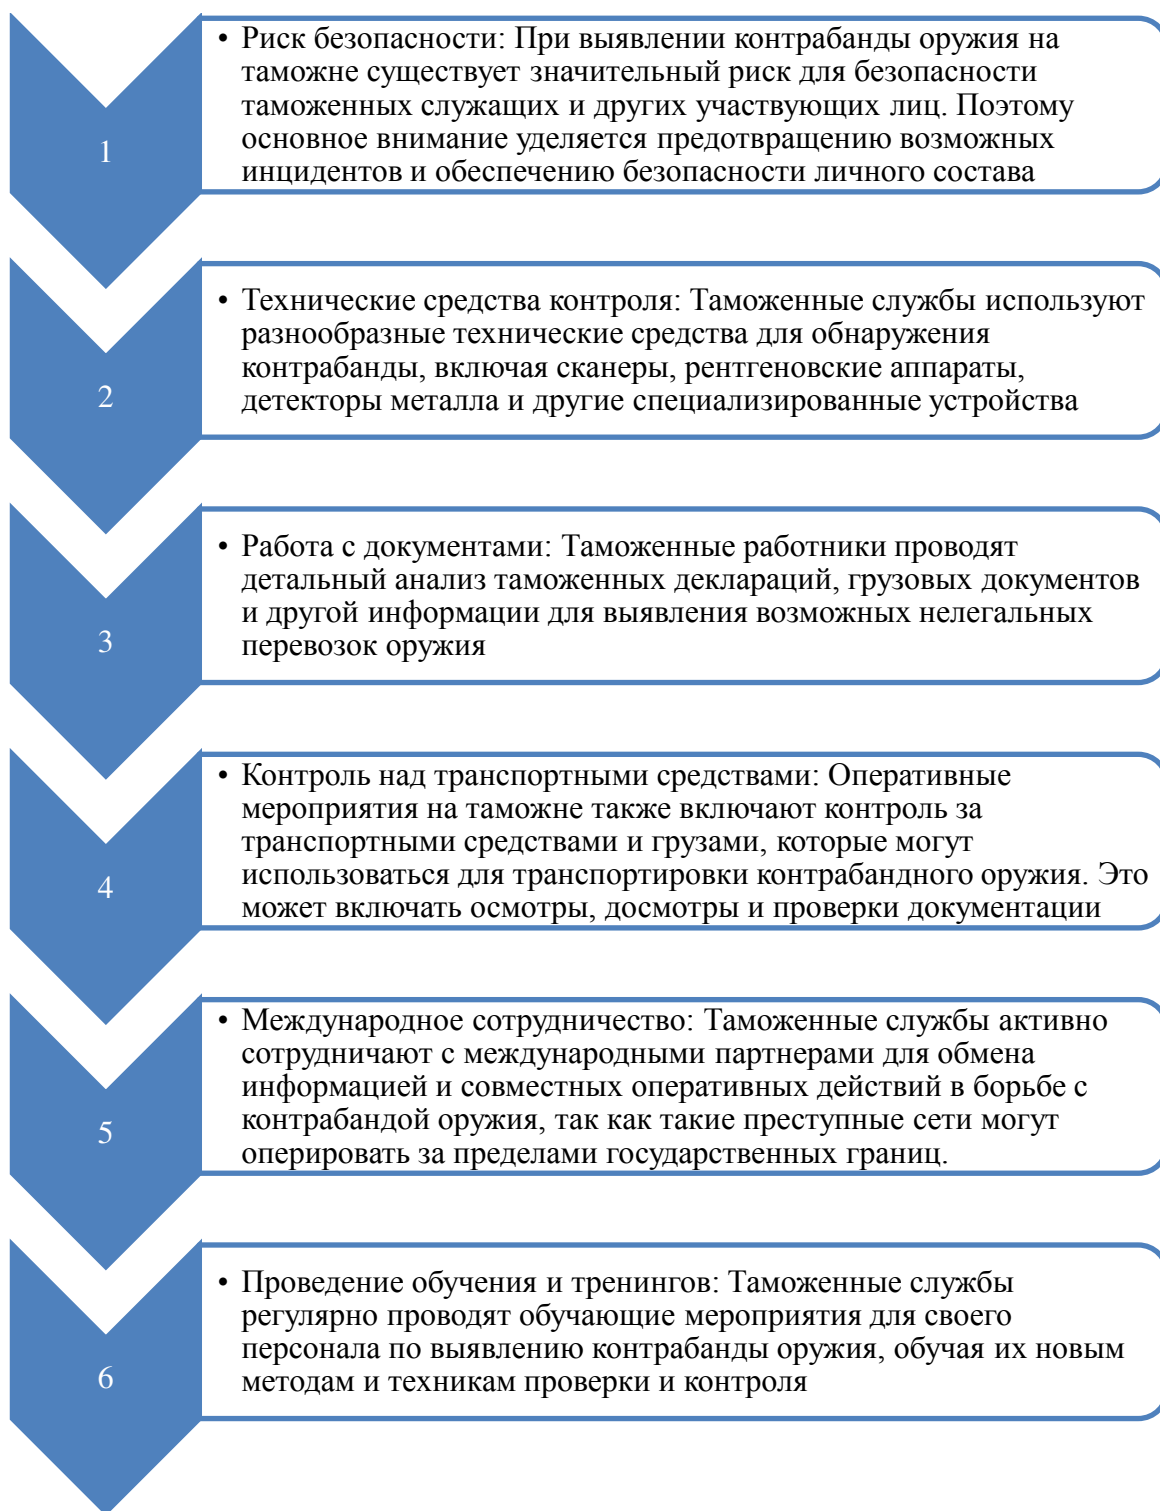 1
• Риск безопасности: При выявлении контрабанды оружия на
таможне существует значительный риск для безопасности
таможенных служащих и других участвующих лиц. Поэтому
основное внимание уделяется предотвращению возможных
инцидентов и обеспечению безопасности личного состава
2
• Технические средства контроля: Таможенные службы используют
разнообразные технические средства для обнаружения
контрабанды, включая сканеры, рентгеновские аппараты,
детекторы металла и другие специализированные устройства
3
• Работа с документами: Таможенные работники проводят
детальный анализ таможенных деклараций, грузовых документов
и другой информации для выявления возможных нелегальных
перевозок оружия
4
• Контроль над транспортными средствами: Оперативные
мероприятия на таможне также включают контроль за
транспортными средствами и грузами, которые могут
использоваться для транспортировки контрабандного оружия. Это
может включать осмотры, досмотры и проверки документации
5
• Международное сотрудничество: Таможенные службы активно
сотрудничают с международными партнерами для обмена
информацией и совместных оперативных действий в борьбе с
контрабандой оружия, так как такие преступные сети могут
оперировать за пределами государственных границ.
6
• Проведение обучения и тренингов: Таможенные службы
регулярно проводят обучающие мероприятия для своего
персонала по выявлению контрабанды оружия, обучая их новым
методам и техникам проверки и контроля